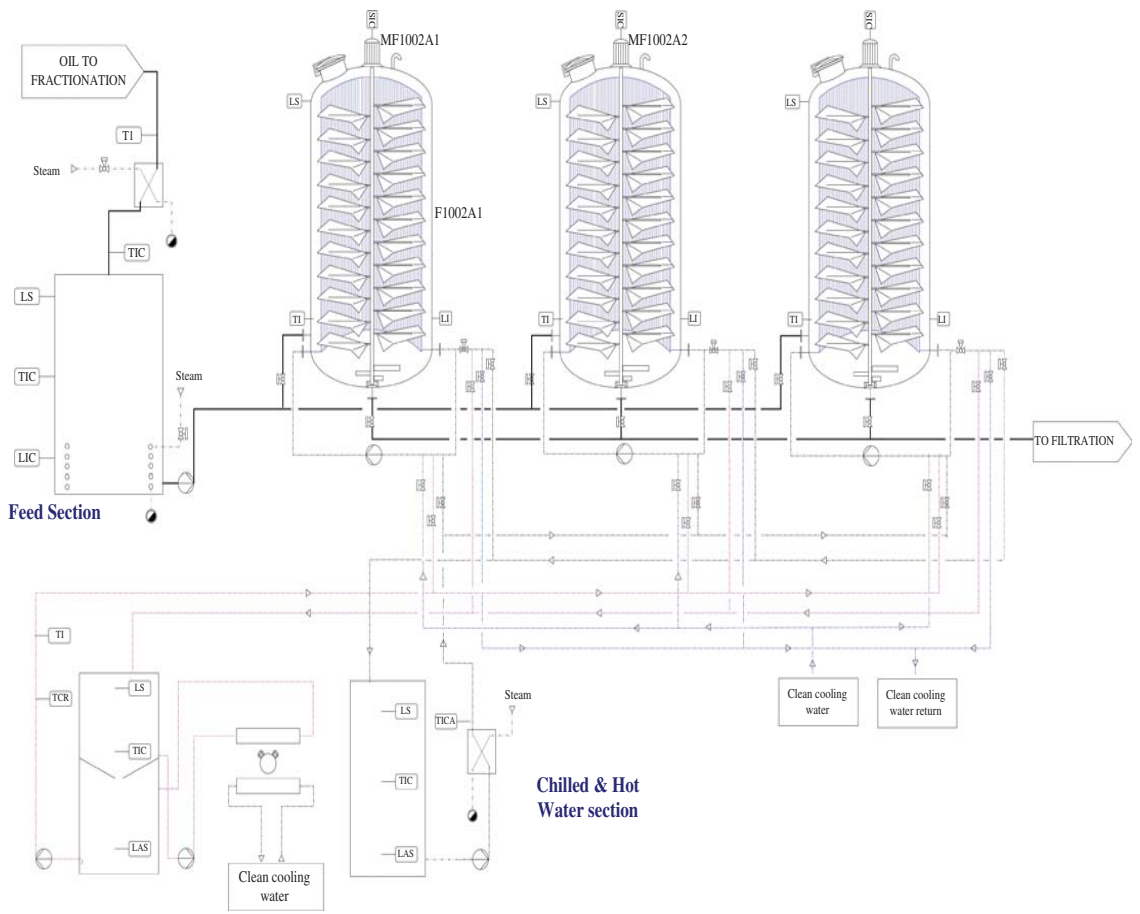 SIC
SIC
SIC
MF1002A1
MF1002A2
OIL TO
FRACTIONATION
LS
LS
LS
T1
Steam
F1002A1
TIC
LS
TI
LI
TI
LI
TI
LI
TIC
Steam
LIC
TO FILTRATION
Feed Section
TI
LS
TCR
TIC
LAS
Clean cooling
water
LS
TICA
Steam
TIC
LAS
Chilled & Hot
Water section
Clean cooling
water
Clean cooling
water return